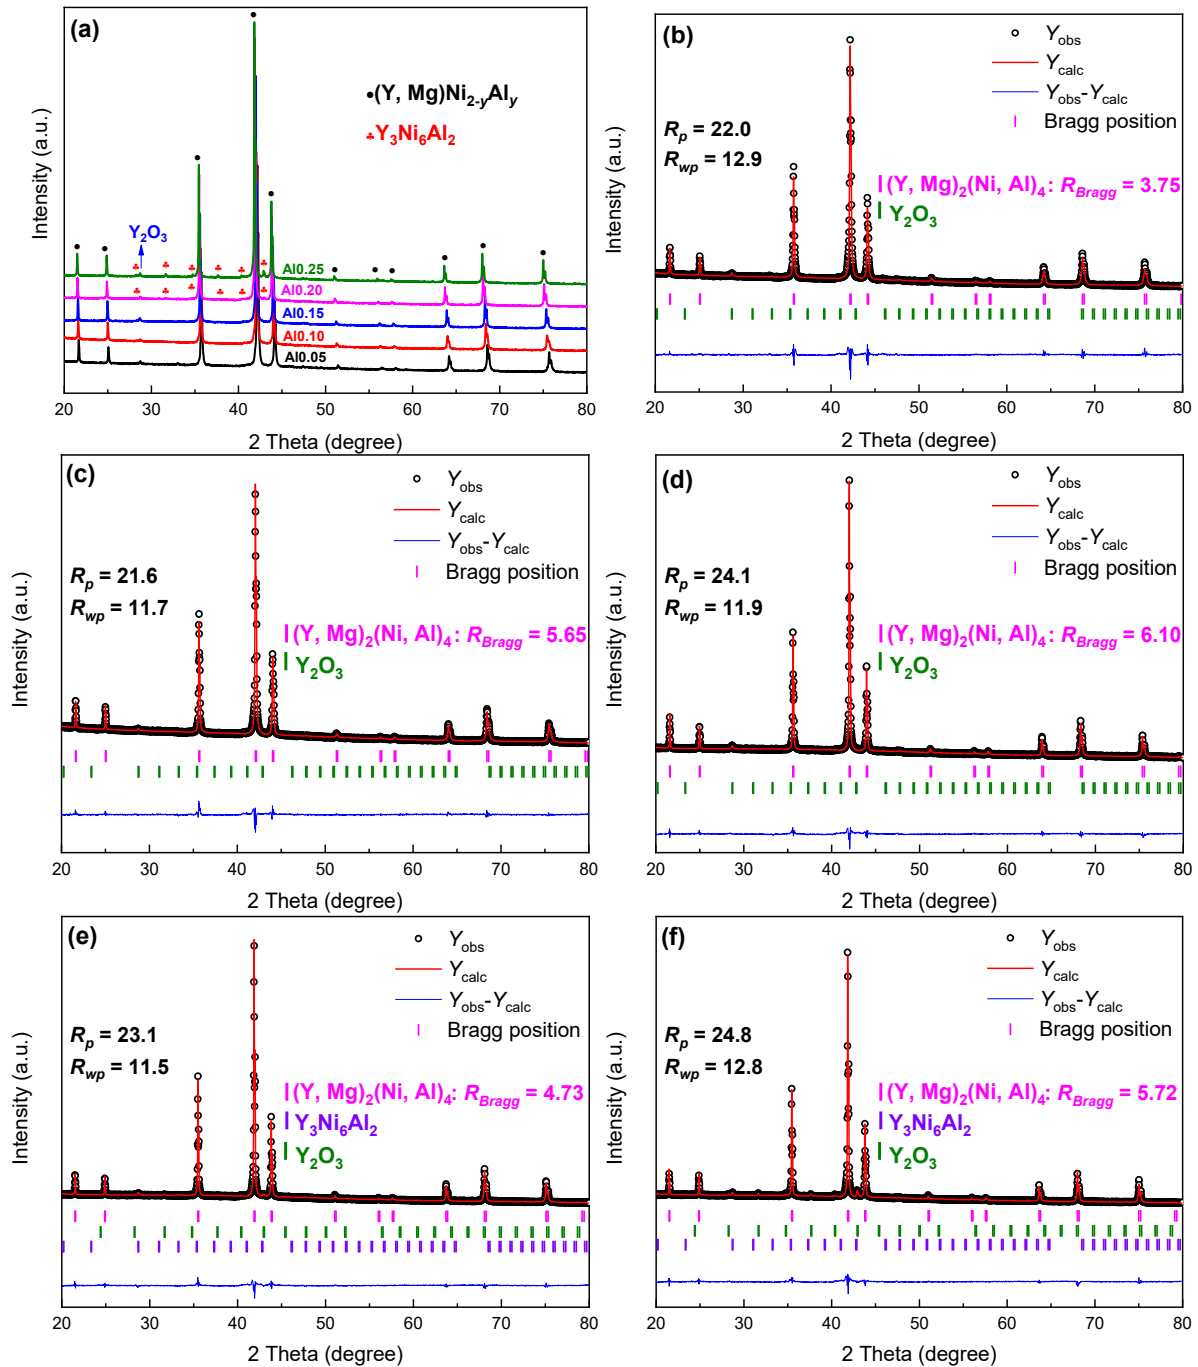 (a)
•(Y, Mg)Ni2-yAly
♣Y3Ni6Al2
Y2O3
Al0.25
Al0.20
Al0.15
Al0.10
Al0.05
Intensity (a.u.)
20 30 40 50 60 70 80
2 Theta (degree)
(b)
Yobs
Ycalc
Yobs-Ycalc
Bragg position
Rp = 22.0
Rwp = 12.9
(Y, Mg)2(Ni, Al)4: RBragg = 3.75
Y2O3
Intensity (a.u.)
20 30 40 50 60 70 80
2 Theta (degree)
(c)
Yobs
Ycalc
Yobs-Ycalc
Bragg position
Rp = 21.6
Rwp = 11.7
(Y, Mg)2(Ni, Al)4: RBragg = 5.65
Y2O3
Intensity (a.u.)
20 30 40 50 60 70 80
2 Theta (degree)
(d)
Yobs
Ycalc
Yobs-Ycalc
Bragg position
Rp = 24.1
Rwp = 11.9
(Y, Mg)2(Ni, Al)4: RBragg = 6.10
Y2O3
Intensity (a.u.)
20 30 40 50 60 70 80
2 Theta (degree)
(e)
Yobs
Ycalc
Yobs-Ycalc
Bragg position
Rp = 23.1
Rwp = 11.5
(Y, Mg)2(Ni, Al)4: RBragg = 4.73
Y3Ni6Al2
Y2O3
Intensity (a.u.)
20 30 40 50 60 70 80
2 Theta (degree)
(f)
Yobs
Ycalc
Yobs-Ycalc
Bragg position
Rp = 24.8
Rwp = 12.8
(Y, Mg)2(Ni, Al)4: RBragg = 5.72
Y3Ni6Al2
Y2O3
Intensity (a.u.)
20 30 40 50 60 70 80
2 Theta (degree)